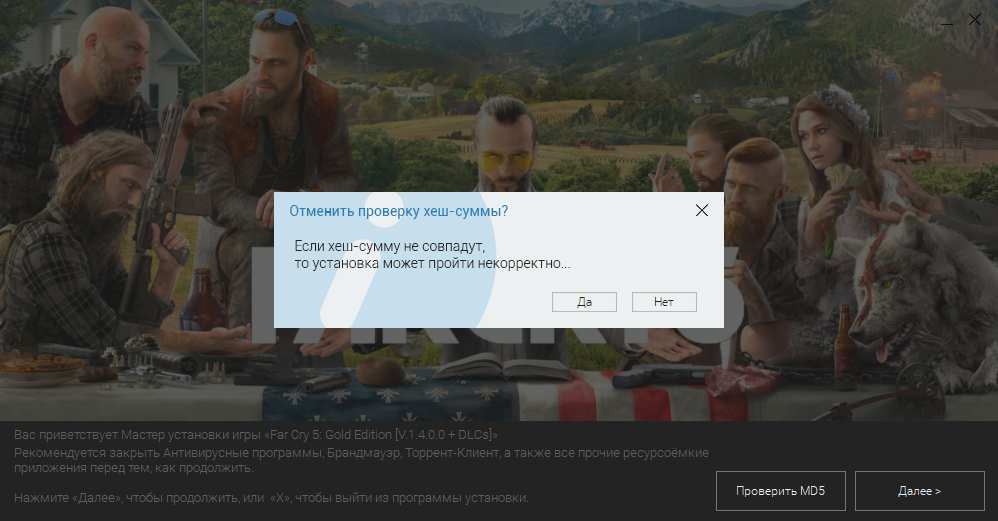 Отменить проверку хеш-суммы?
Если хеш-сумму не совпадут,
то установка может пройти некорректно...
Да
Нет
Вас приветствует Мастер установки игры «Far Cry 5: Gold Edition [V.1.4.0.0 + DLCs]»
Рекомендуется закрыть Антивирусные программы, Брандмауэр, Торрент-Клиент, а также все прочие ресурсоёмкие
приложения перед тем, как продолжить.
Нажмите «Далее», чтобы продолжить, или «X», чтобы выйти из программы установки.
Проверить MD5
Далее >